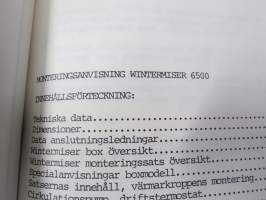 MONTERINGSANVISNING WINTERMISER 6500
INNEHÅLLSFÖRTECKNING:
Tekniska data
Dimensioner
Data anslutningsledningar
Wintermiser box översikt
Wintermiser monteringssats översikt
Specialanvisningar boxmodell
Satsernas innehåll, värmarkroppens montering
Cirkulationspump, driftstermostat